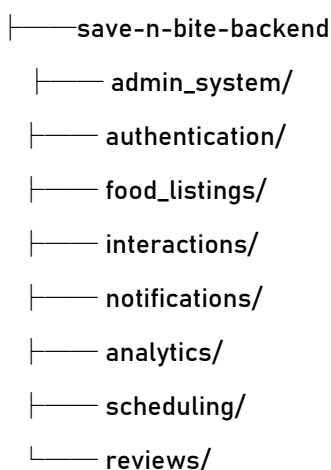 ├───save-n-bite-backend
├─── admin_system/
├─── authentication/
├─── food_listings/
├─── interactions/
├─── notifications/
├─── analytics/
├─── scheduling/
└─── reviews/